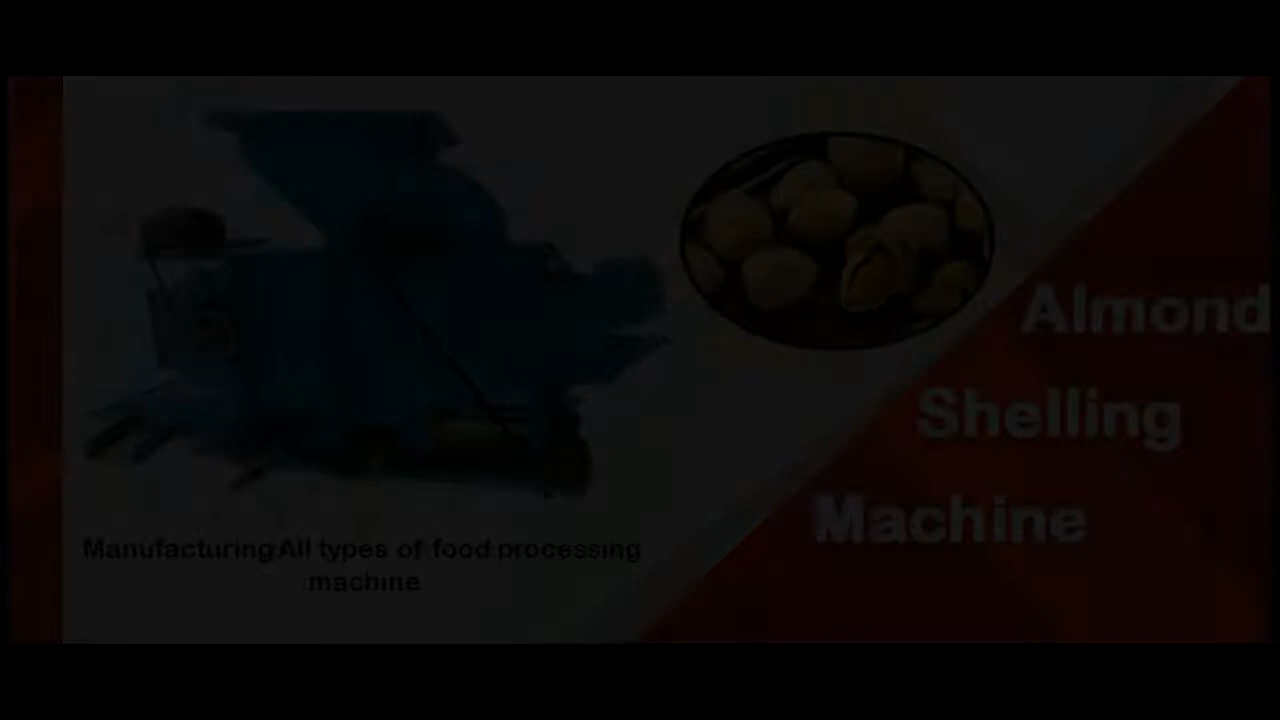 Almond
Shelling
Machine
ManufacturingAll types of food processing
machine